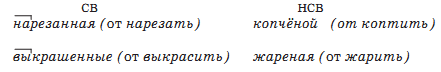 СВ НСВ
нарезанная (от нарезать) копчёной (от коптить)
выкрашенные (от выкрасить) жареная (от жарить)